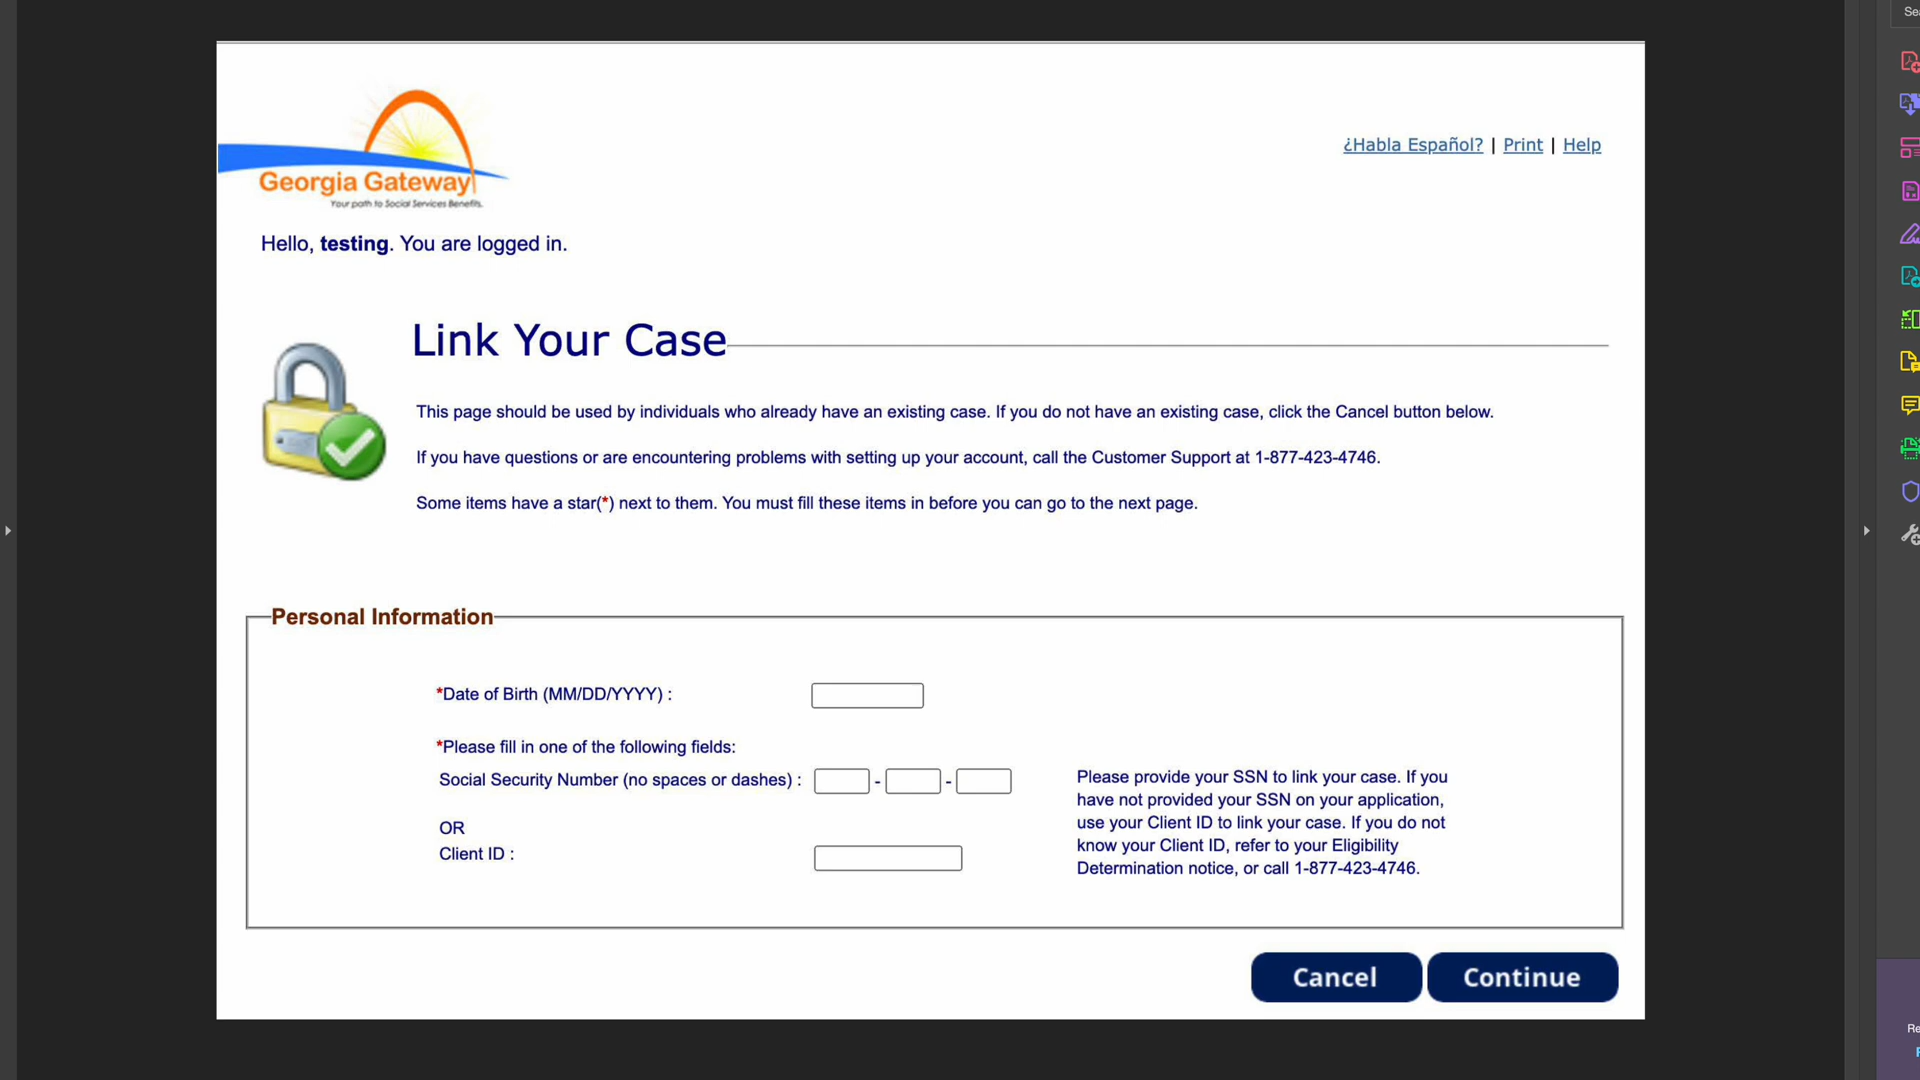 Se
Georgia Gateway
Your path to Social Services Benefits.
¿Habla Español? | Print | Help
Hello, testing. You are logged in.
Link Your Case
This page should be used by individuals who already have an existing case. If you do not have an existing case, click the Cancel button below.
If you have questions or are encountering problems with setting up your account, call the Customer Support at 1-877-423-4746.
Some items have a star(*) next to them. You must fill these items in before you can go to the next page.
Personal Information
*Date of Birth (MM/DD/YYYY) :
*Please fill in one of the following fields:
Social Security Number (no spaces or dashes) : - -
OR
Client ID :
Please provide your SSN to link your case. If you
have not provided your SSN on your application,
use your Client ID to link your case. If you do not
know your Client ID, refer to your Eligibility
Determination notice, or call 1-877-423-4746.
Cancel Continue
Re